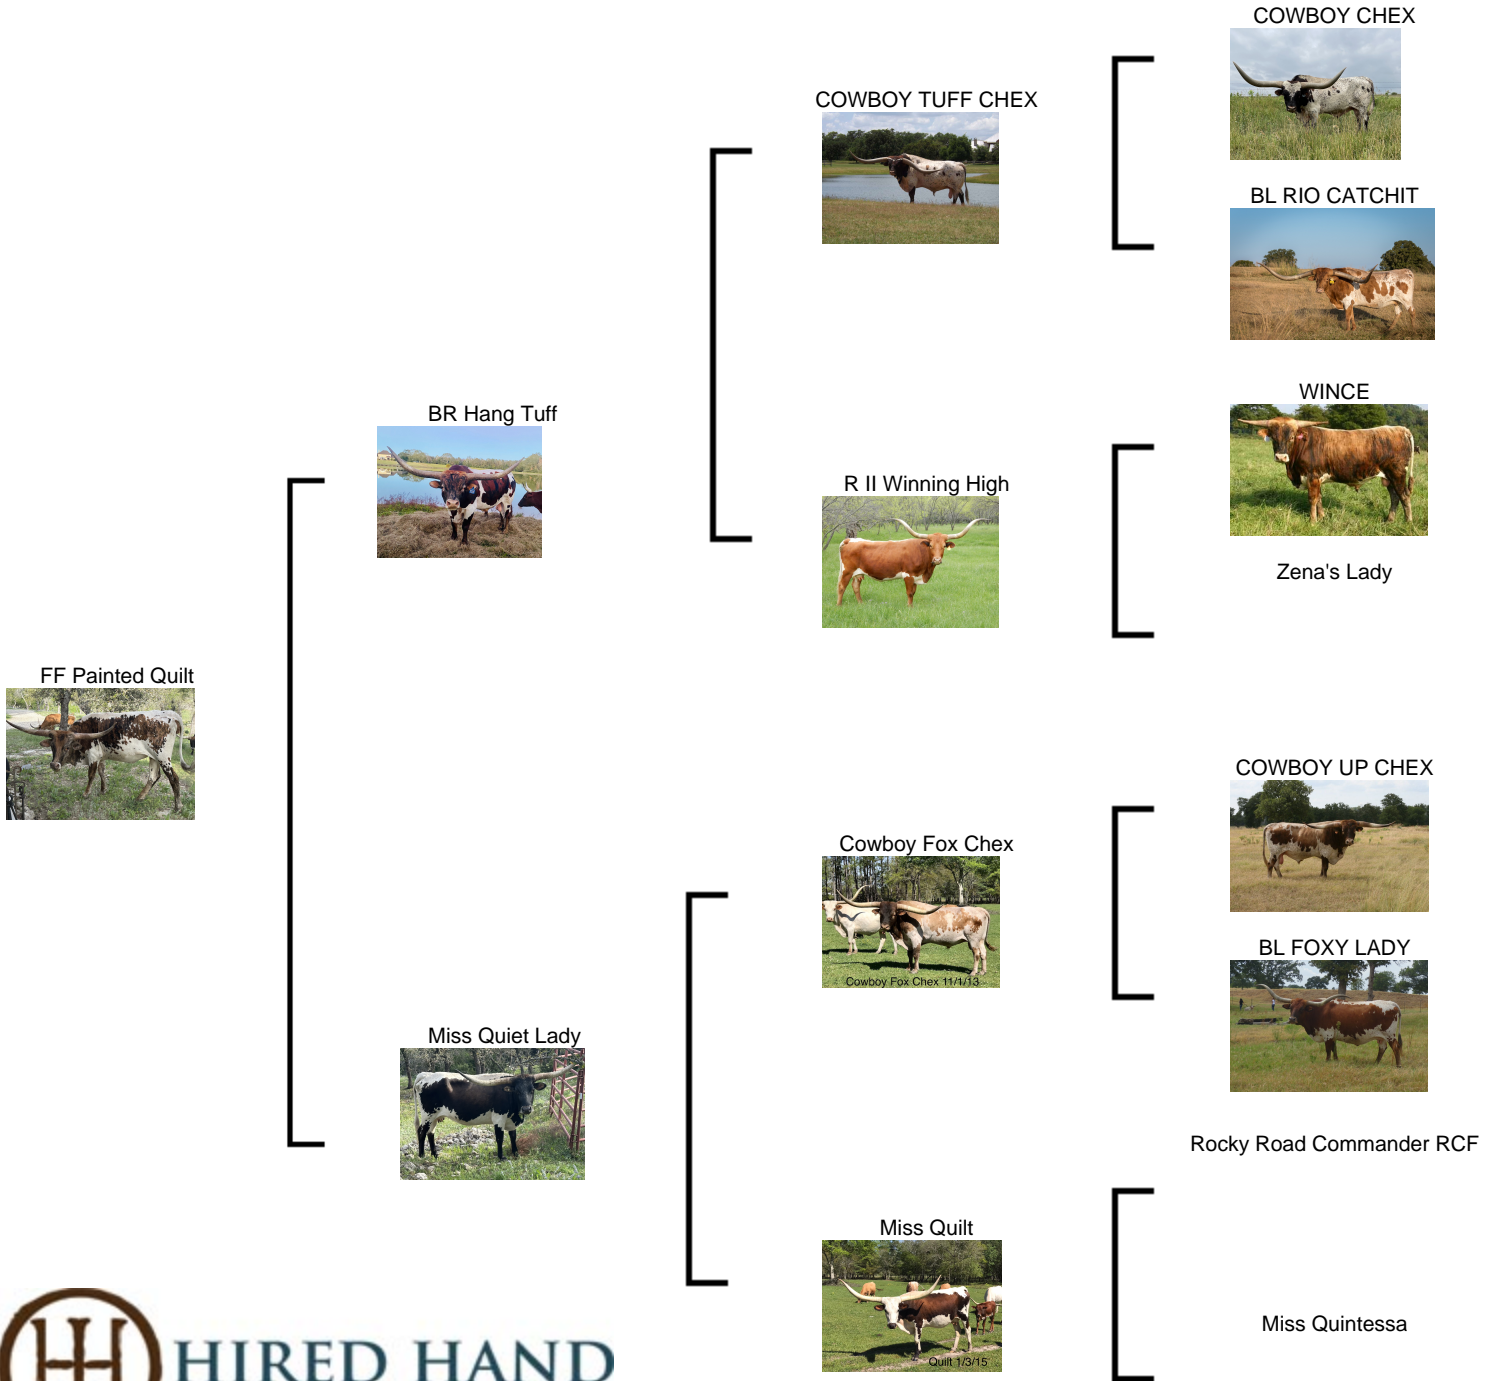 COWBOY CHEX
COWBOY TUFF CHEX
BL RIO CATCHIT
WINCE
BR Hang Tuff
R II Winning High
Zena's Lady
FF Painted Quilt
COWBOY UP CHEX
Cowboy Fox Chex
Cowboy Fox Chex 11/1/13
BL FOXY LADY
Miss Quiet Lady
Rocky Road Commander RCF
Miss Quilt
Quilt 1/3/15
Miss Quintessa
HIRED HAND